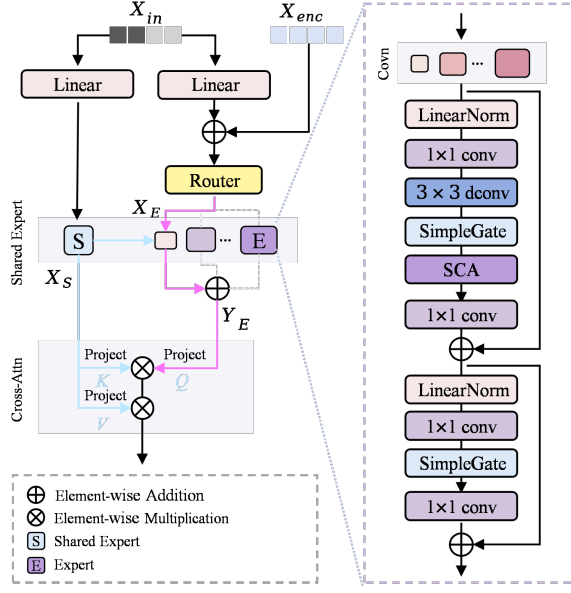 X_in
X_enc
Linear
Linear
Router
X_E
Shared Expert
S
...
E
X_S
Y_E
Cross-Attn
Project
Project
K
Q
Project
V
Element-wise Addition
Element-wise Multiplication
S
Shared Expert
E
Expert
Covn
...
LinearNorm
1×1 conv
3 × 3 dconv
SimpleGate
SCA
1×1 conv
LinearNorm
1×1 conv
SimpleGate
1×1 conv